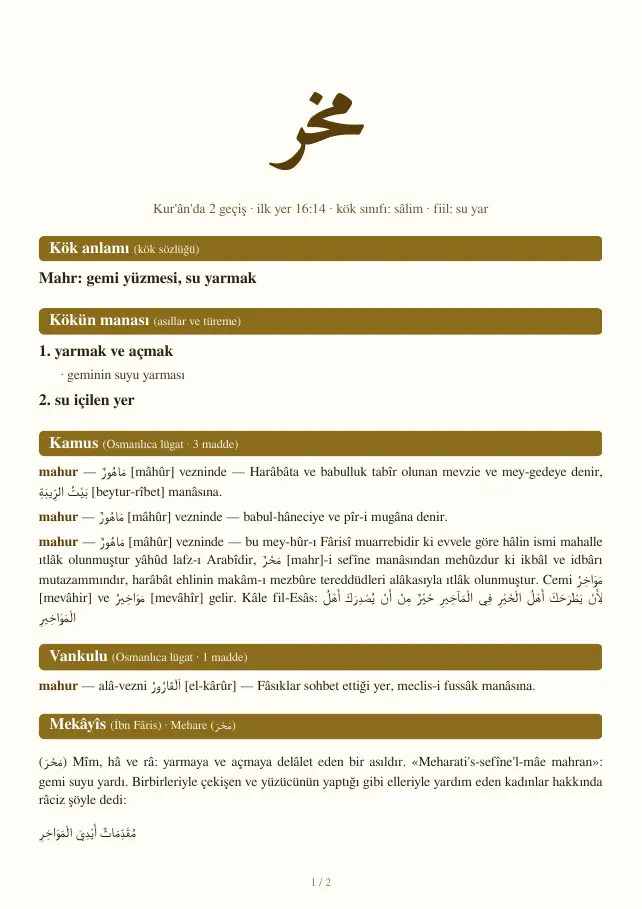 مخر
Kur'ân'da 2 geçiş · ilk yer 16:14 · kök sınıfı: sâlim · fiil: su yar
Kök anlamı (kök sözlüğü)
Mahr: gemi yüzmesi, su yarmak
Kökün manası (asıllar ve türeme)
1. yarmak ve açmak
· geminin suyu yarması
2. su içilen yer
Kamus (Osmanlıca lügat · 3 madde)
mahur — مَاهُورْ [mâhûr] vezninde — Harâbâta ve babulluk tabîr olunan mevzie ve mey-gedeye denir,
بَيْتُ الرِّيبَةِ [beytur-rîbet] manâsına.
mahur — مَاهُورْ [mâhûr] vezninde — babul-hâneciye ve pîr-i mugâna denir.
mahur — مَاهُورْ [mâhûr] vezninde — bu mey-hûr-ı Fârisî muarrebidir ki evvele göre hâlin ismi mahalle
ıtlâk olunmuştur yâhûd lafz-ı Arabîdir, مَخْرْ [mahr]-i sefîne manâsından mehûzdur ki ikbâl ve idbârı
mutazammındır, harâbât ehlinin makâm-ı mezbûre tereddüdleri alâkasıyla ıtlâk olunmuştur. Cemi مَوَاخِرْ
[mevâhir] ve مَوَاخِيرْ [mevâhîr] gelir. Kâle fil-Esâs: لِأَنْ يَطْرَحَكَ أَهْلُ الْخَيْرِ فِي الْمَآخِيرِ خَيْرٌ مِنْ أَنْ يُصْدِرَكَ أَهْلُ
الْمَوَاخِيرِ
Vankulu (Osmanlıca lügat · 1 madde)
mahur — alâ-vezni اَلْقَارُورُ [el-kârûr] — Fâsıklar sohbet ettiği yer, meclis-i fussâk manâsına.
Mekâyîs (İbn Fâris) · Mehare (مَخَرَ)
(مَخَرَ) Mîm, hâ ve râ: yarmaya ve açmaya delâlet eden bir asıldır. «Meharati's-sefîne'l-mâe mahran»:
gemi suyu yardı. Birbirleriyle çekişen ve yüzücünün yaptığı gibi elleriyle yardım eden kadınlar hakkında
râciz şöyle dedi:
مُقَدِّمَاتٌ أَيْدِيَ الْمَوَاخِرِ
1 / 2